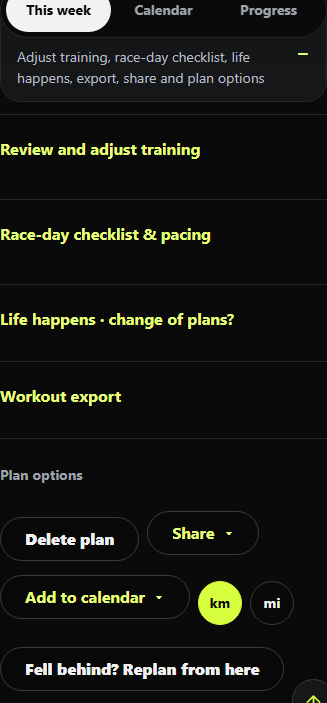 This week Calendar Progress
Adjust training, race-day checklist, life
happens, export, share and plan options
Review and adjust training
Race-day checklist & pacing
Life happens · change of plans?
Workout export
Plan options
Delete plan Share
Add to calendar km mi
Fell behind? Replan from here